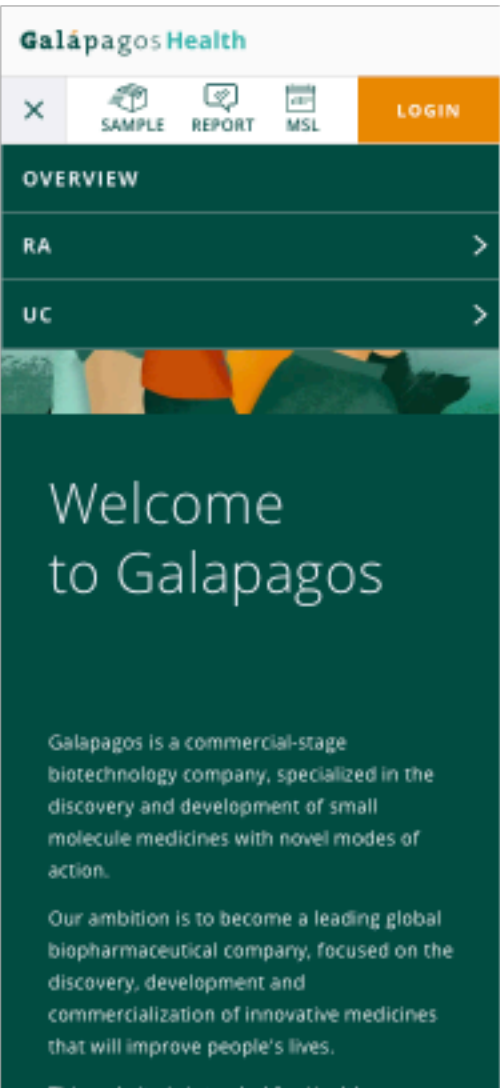 Galápagos Health
SAMPLE
REPORT
MSL
LOGIN
OVERVIEW
RA
UC
Welcome
to Galapagos
Galapagos is a commercial-stage
biotechnology company, specialized in the
discovery and development of small
molecule medicines with novel modes of
action.
Our ambition is to become a leading global
biopharmaceutical company, focused on the
discovery, development and
commercialization of innovative medicines
that will improve people's lives.